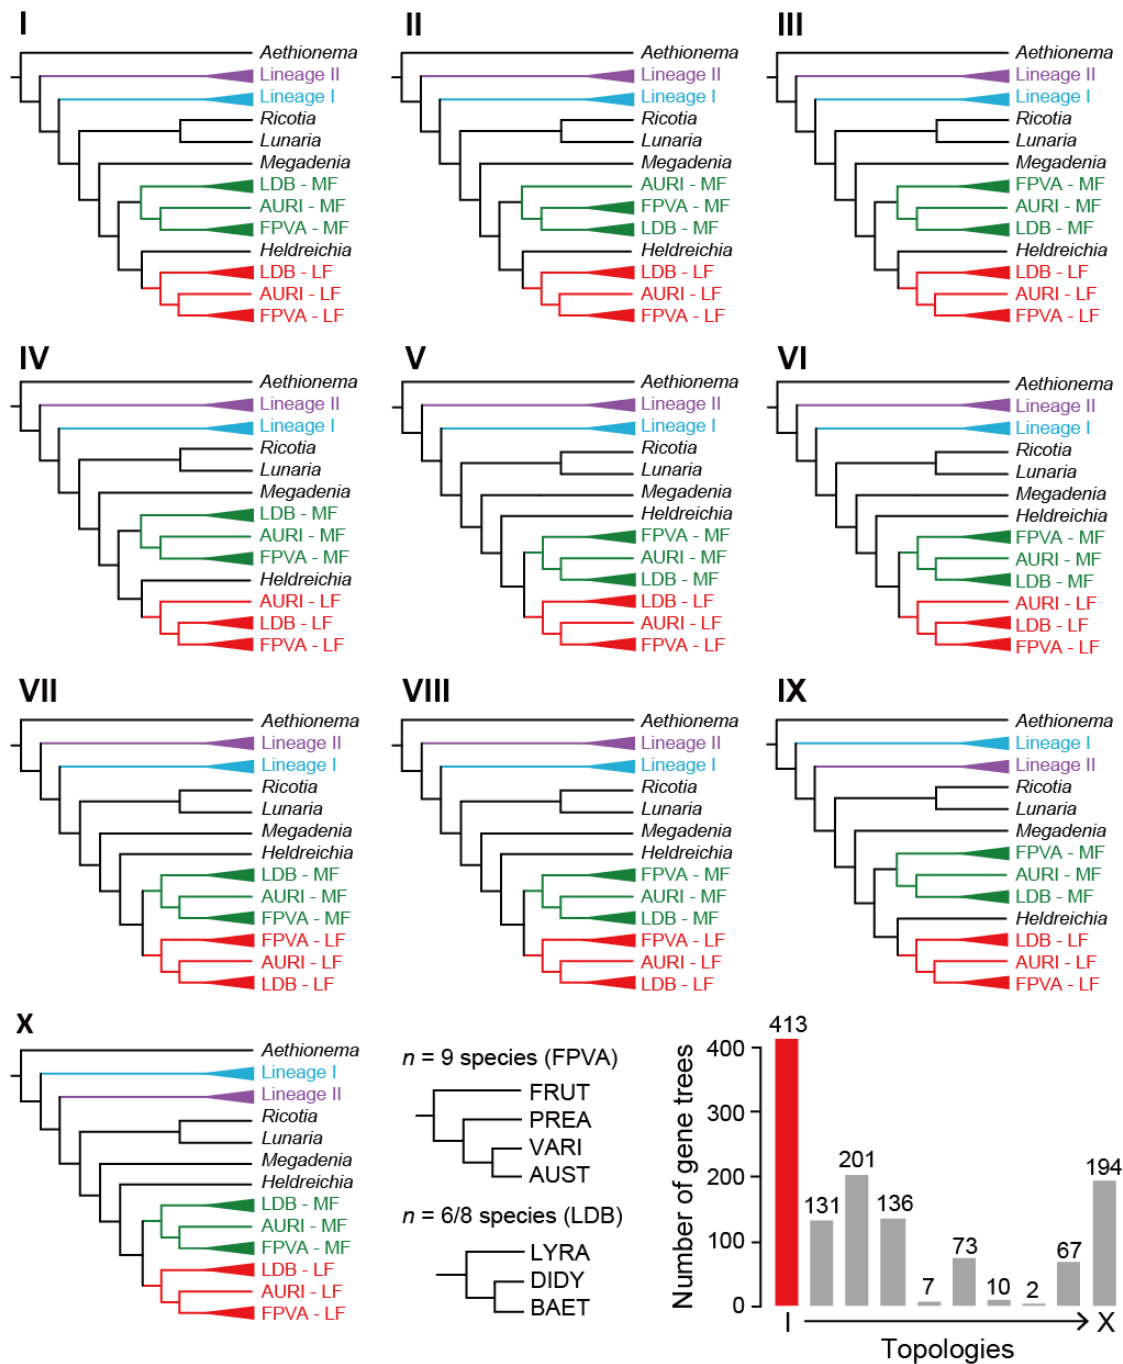 I
Aethionema
Lineage II
Lineage I
Ricotia
Lunaria
Megadenia
LDB - MF
AURI - MF
FPVA - MF
Heldreichia
LDB - LF
AURI - LF
FPVA - LF
II
Aethionema
Lineage II
Lineage I
Ricotia
Lunaria
Megadenia
AURI - MF
FPVA - MF
LDB - MF
Heldreichia
LDB - LF
AURI - LF
FPVA - LF
III
Aethionema
Lineage II
Lineage I
Ricotia
Lunaria
Megadenia
FPVA - MF
AURI - MF
LDB - MF
Heldreichia
LDB - LF
AURI - LF
FPVA - LF
IV
Aethionema
Lineage II
Lineage I
Ricotia
Lunaria
Megadenia
LDB - MF
AURI - MF
FPVA - MF
Heldreichia
AURI - LF
LDB - LF
FPVA - LF
V
Aethionema
Lineage II
Lineage I
Ricotia
Lunaria
Megadenia
Heldreichia
FPVA - MF
AURI - MF
LDB - MF
LDB - LF
AURI - LF
FPVA - LF
VI
Aethionema
Lineage II
Lineage I
Ricotia
Lunaria
Megadenia
Heldreichia
FPVA - MF
AURI - MF
LDB - MF
AURI - LF
LDB - LF
FPVA - LF
VII
Aethionema
Lineage II
Lineage I
Ricotia
Lunaria
Megadenia
Heldreichia
LDB - MF
AURI - MF
FPVA - MF
FPVA - LF
AURI - LF
LDB - LF
VIII
Aethionema
Lineage II
Lineage I
Ricotia
Lunaria
Megadenia
Heldreichia
FPVA - MF
AURI - MF
LDB - MF
FPVA - LF
AURI - LF
LDB - LF
IX
Aethionema
Lineage I
Lineage II
Ricotia
Lunaria
Megadenia
FPVA - MF
AURI - MF
LDB - MF
Heldreichia
LDB - LF
AURI - LF
FPVA - LF
X
Aethionema
Lineage I
Lineage II
Ricotia
Lunaria
Megadenia
Heldreichia
LDB - MF
AURI - MF
FPVA - MF
LDB - LF
AURI - LF
FPVA - LF
n = 9 species (FPVA)
FRUT
PREA
VARI
AUST
n = 6/8 species (LDB)
LYRA
DIDY
BAET
Number of gene trees
400
300
200
100
0
413
131
201
136
7
73
10
2
67
194
I
X
Topologies